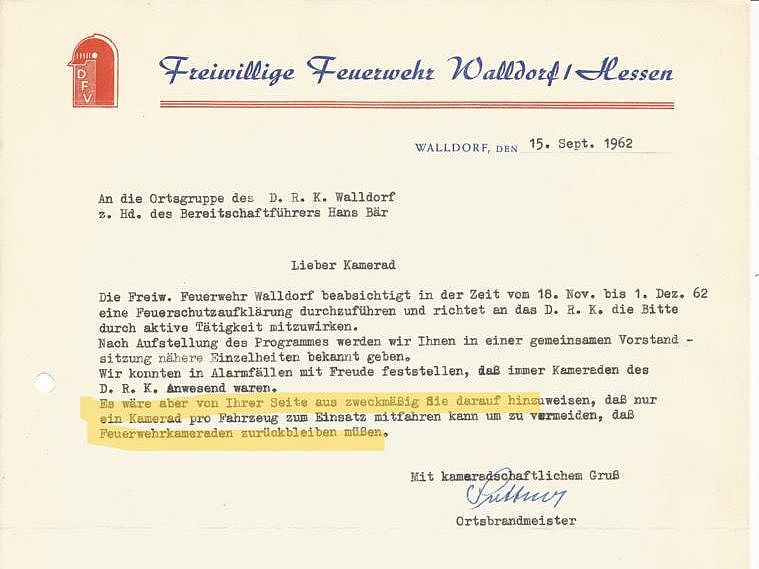 DFV
Freiwillige Feuerwehr Walldorf/Hessen
WALLDORF, DEN 15. Sept. 1962
An die Ortsgruppe des D. R. K. Walldorf
z. Hd. des Bereitschaftführers Hans Bär
Lieber Kamerad
Die Freiw. Feuerwehr Walldorf beabsichtigt in der Zeit vom 18. Nov. bis 1. Dez. 62
eine Feuerschutzaufklärung durchzuführen und richtet an das D. R. K. die Bitte
durch aktive Tätigkeit mitzuwirken.
Nach Aufstellung des Programmes werden wir Ihnen in einer gemeinsamen Vorstand -
sitzung nähere Einzelheiten bekannt geben.
Wir konnten in Alarmfällen mit Freude feststellen, daß immer Kameraden des
D. R. K. Anwesend waren.
Es wäre aber von Ihrer Seite aus zweckmäßig Sie darauf hinzuweisen, daß nur
ein Kamerad pro Fahrzeug zum Einsatz mitfahren kann um zu vermeiden, daß
Feuerwehrkameraden zurückbleiben müßen.
Mit kameradschaftlichem Gruß
Ortsbrandmeister